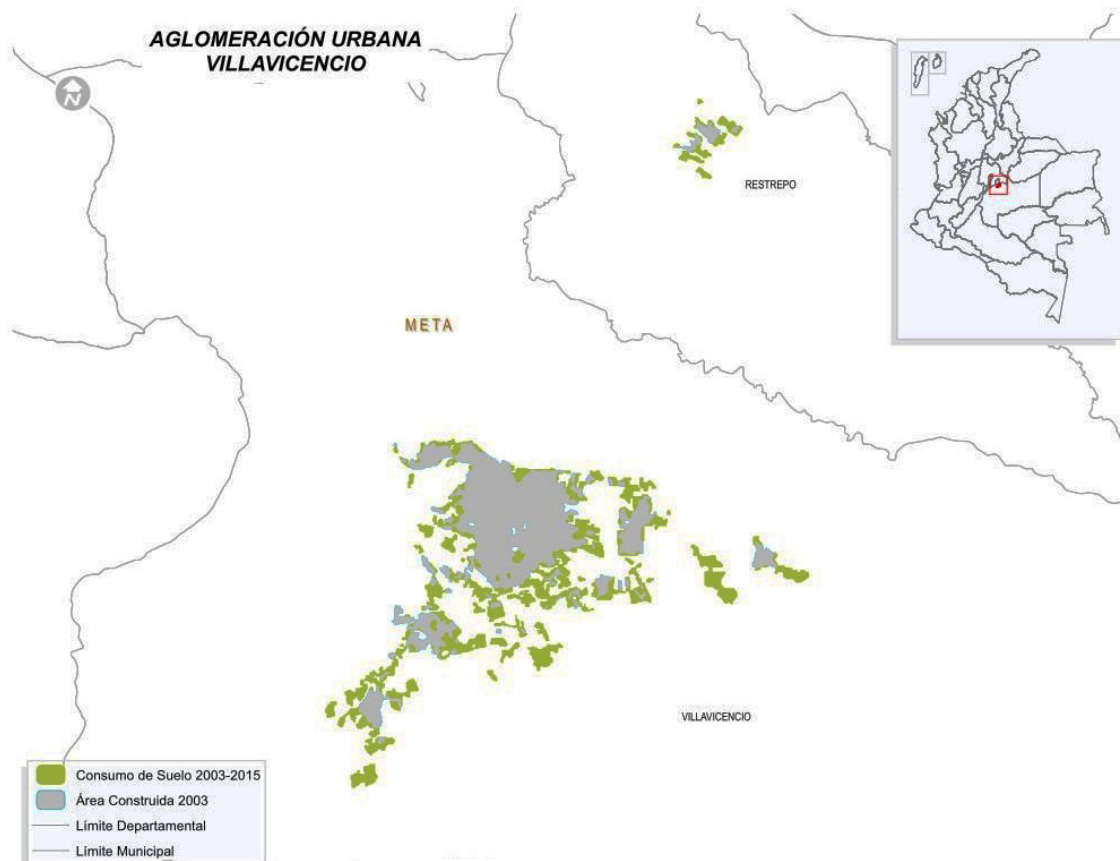 AGLOMERACIÓN URBANA
VILLAVICENCIO
N
RESTREPO
META
VILLAVICENCIO
Consumo de Suelo 2003-2015
Área Construida 2003
Límite Departamental
Límite Municipal